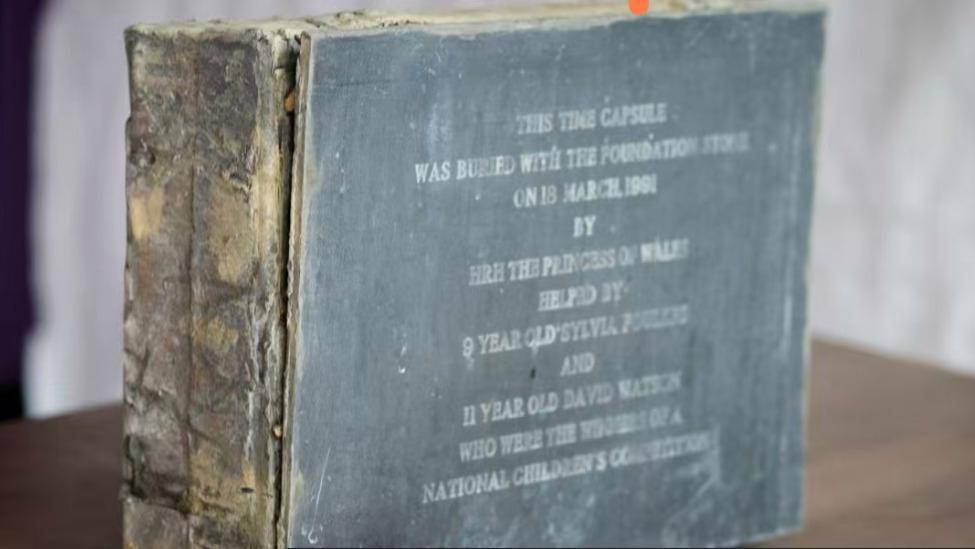 THIS TIME CAPSULE
WAS BURIED WITH THE FOUNDATION STONE
ON 18 MARCH, 1991
BY
HRH THE PRINCESS OF WALES
HELPED BY
9 YEAR OLD SYLVIA
AND
11 YEAR OLD DAVID WATSON
WHO WERE THE WINNERS OF A
NATIONAL CHILDREN'S COMPETITION